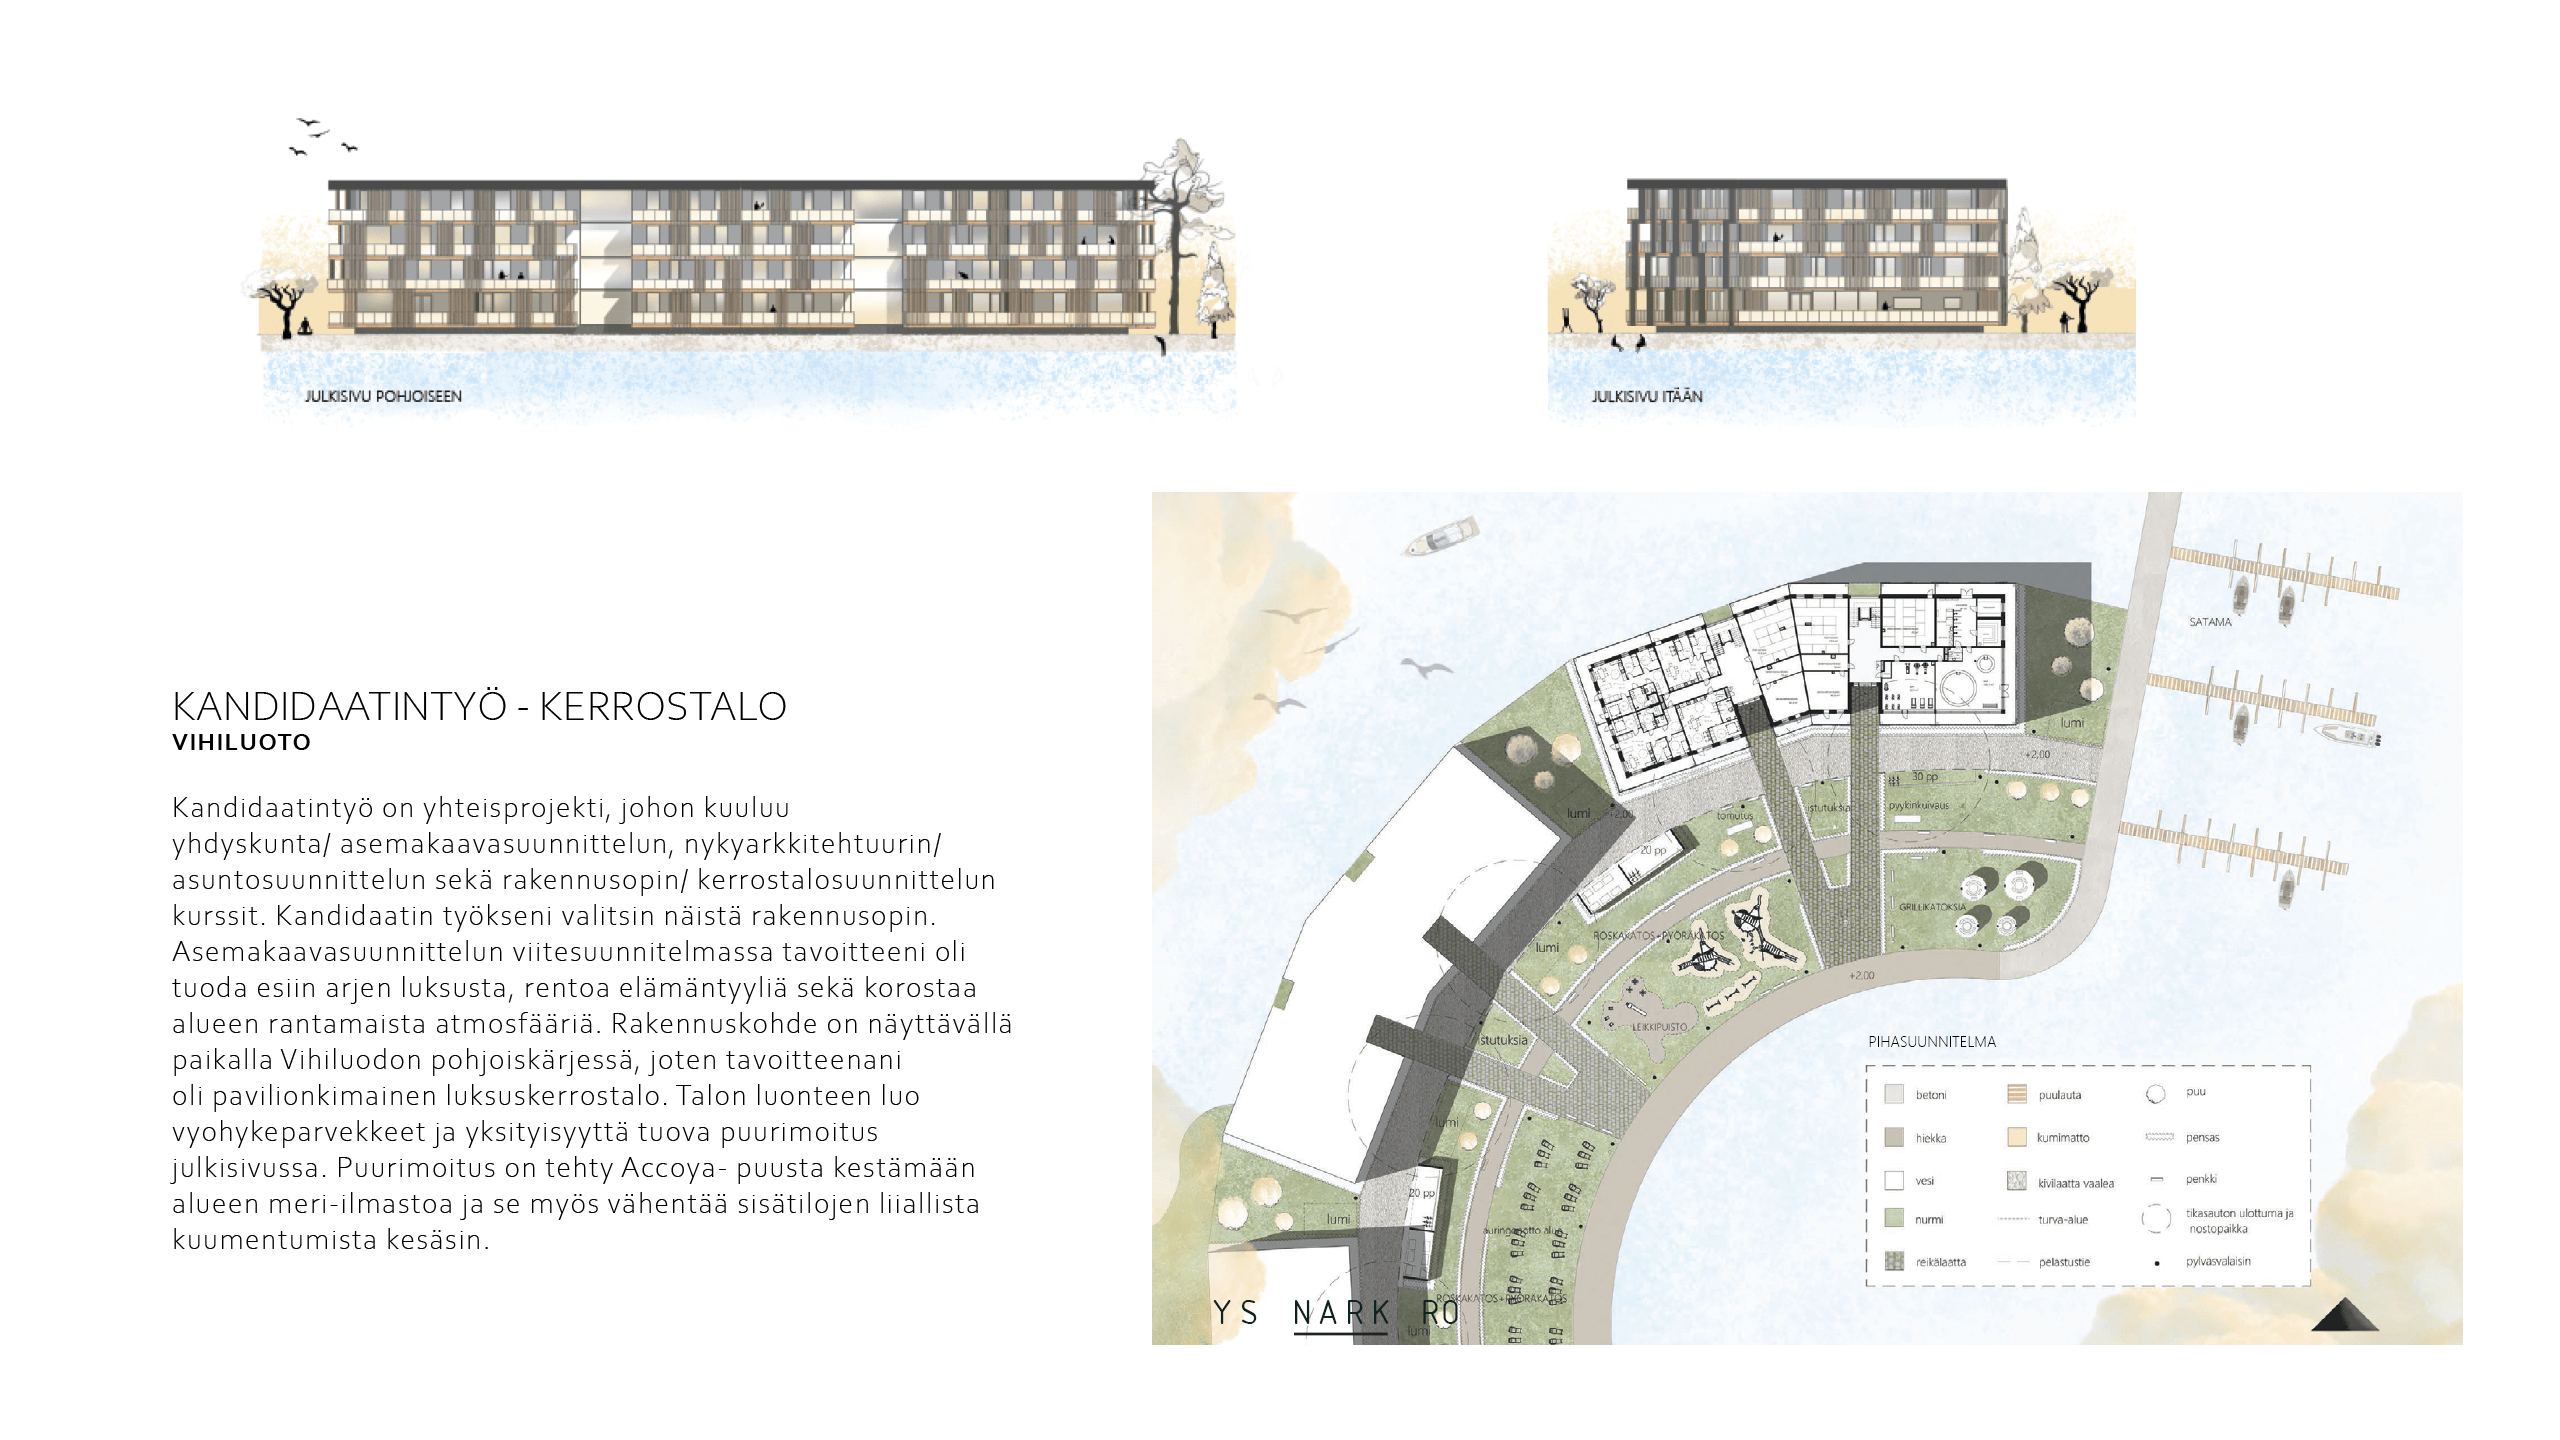 JULKISIVU POHJOISEEN
JULKISIVU ITÄÄN
KANDIDAATINTYÖ - KERROSTALO
VIHILUOTO
Kandidaatintyö on yhteisprojekti, johon kuuluu
yhdyskunta/ asemakaavasuunnittelun, nykyarkkitehtuurin/
asuntosuunnittelun sekä rakennusopin/ kerrostalosuunnittelun
kurssit. Kandidaatin työkseni valitsin näistä rakennusopin.
Asemakaavasuunnittelun viitesuunnitelmassa tavoitteeni oli
tuoda esiin arjen luksusta, rentoa elämäntyyliä sekä korostaa
alueen rantamaista atmosfääriä. Rakennuskohde on näyttävällä
paikalla Vihiluodon pohjoiskärjessä, joten tavoitteenani
oli pavilionkimainen luksuskerrostalo. Talon luonteen luo
vyohykeparvekkeet ja yksityisyyttä tuova puurimoitus
julkisivussa. Puurimoitus on tehty Accoya- puusta kestämään
alueen meri-ilmastoa ja se myös vähentää sisätilojen liiallista
kuumentumista kesäsin.
SATAMA
lumi
+2.00
30 pp
istutuksia
pyykinkuivaus
lumi
+2.00
tomutus
20 pp
GRILLIKATOKSIA
ROSKAKATOS+PYÖRÄKATOS
lumi
+2.00
LEIKKIPUISTO
istutuksia
lumi
20 pp
lumi
auringonotto alue
ROSKAKATOS+PYÖRÄKATOS
lumi
YS NARK RO
PIHASUUNNITELMA
betoni
puulauta
puu
hiekka
kumimatto
pensas
vesi
kivilaatta vaalea
penkki
nurmi
turva-alue
tikasauton ulottuma ja
nostopaikka
reikälaatta
pelastustie
pylväsvalaisin